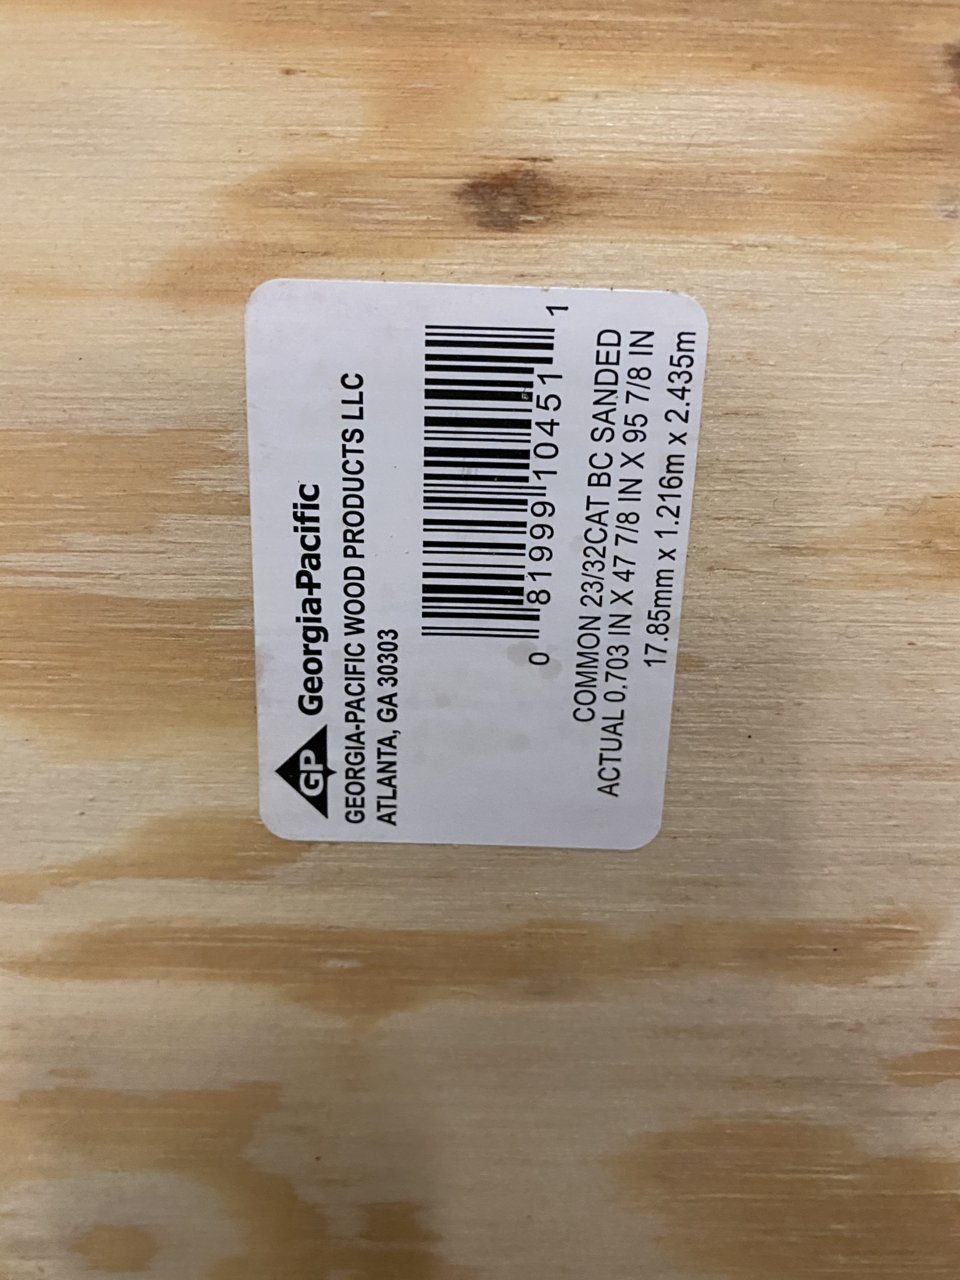 GP Georgia-Pacific
GEORGIA-PACIFIC WOOD PRODUCTS LLC
ATLANTA, GA 30303
0 81999 10451 1
COMMON 23/32CAT BC SANDED
ACTUAL 0.703 IN X 47 7/8 IN X 95 7/8 IN
17.85mm x 1.216m x 2.435m